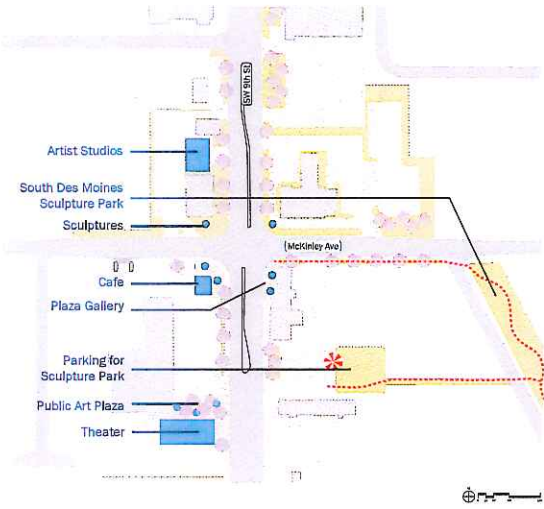 SW 9th St
Artist Studios
South Des Moines
Sculpture Park
Sculptures
(McKinley Ave)
Cafe
Plaza Gallery
Parking for
Sculpture Park
Public Art Plaza
Theater